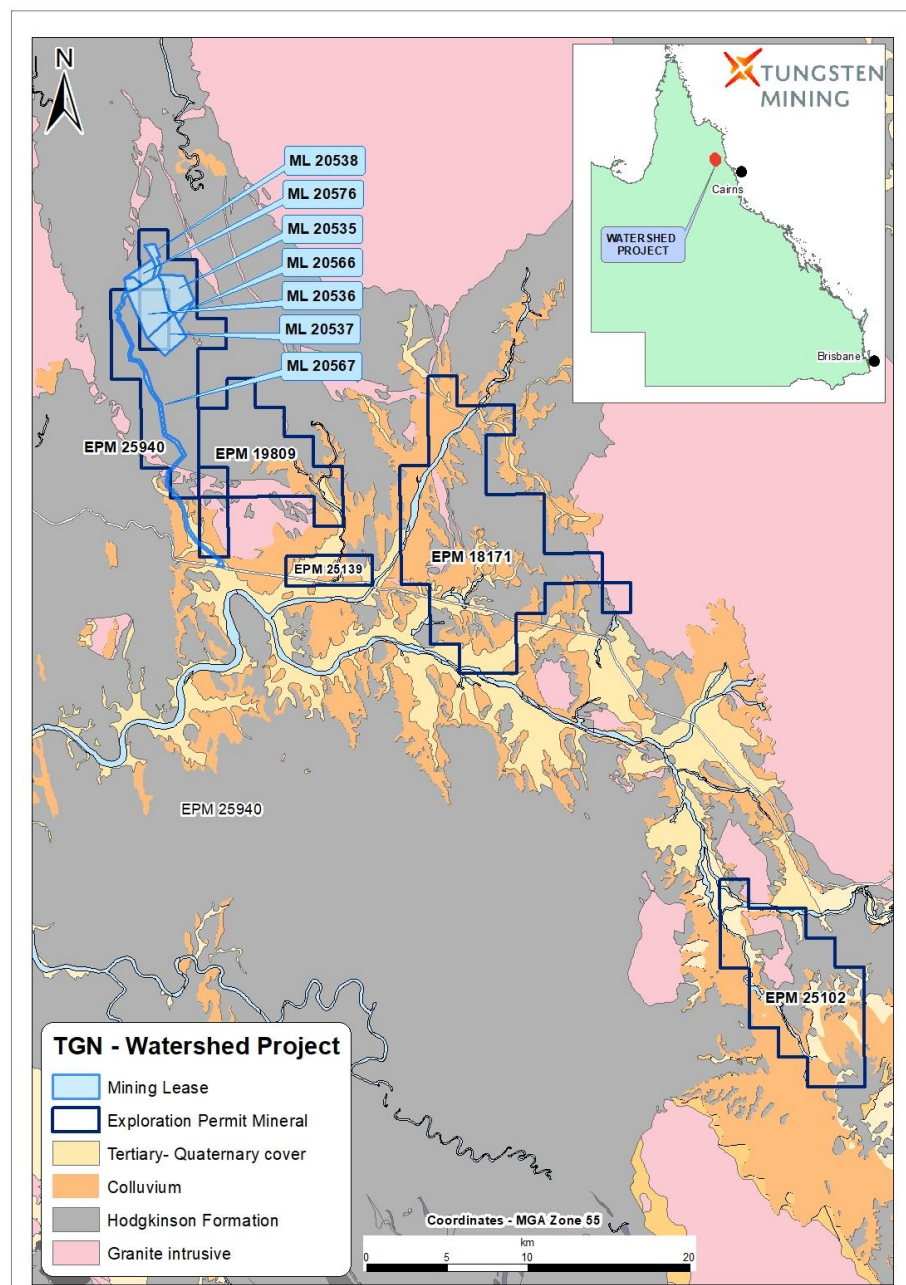 N
TUNGSTEN
MINING
Cairns
WATERSHED
PROJECT
Brisbane
ML 20538
ML 20576
ML 20535
ML 20566
ML 20536
ML 20537
ML 20567
EPM 25940
EPM 19809
EPM 25139
EPM 18171
EPM 25940
EPM 25102
TGN - Watershed Project
Mining Lease
Exploration Permit Mineral
Tertiary- Quaternary cover
Colluvium
Hodgkinson Formation
Granite intrusive
Coordinates - MGA Zone 55
km
0 5 10 20